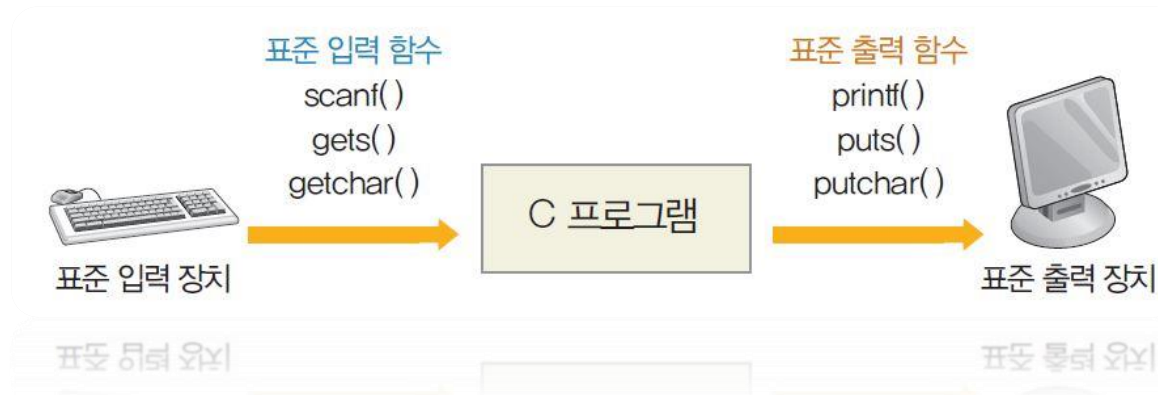 표준 입력 함수
scanf( )
gets( )
getchar( )
표준 출력 함수
printf( )
puts( )
putchar( )
C 프로그램
표준 입력 장치
표준 출력 장치